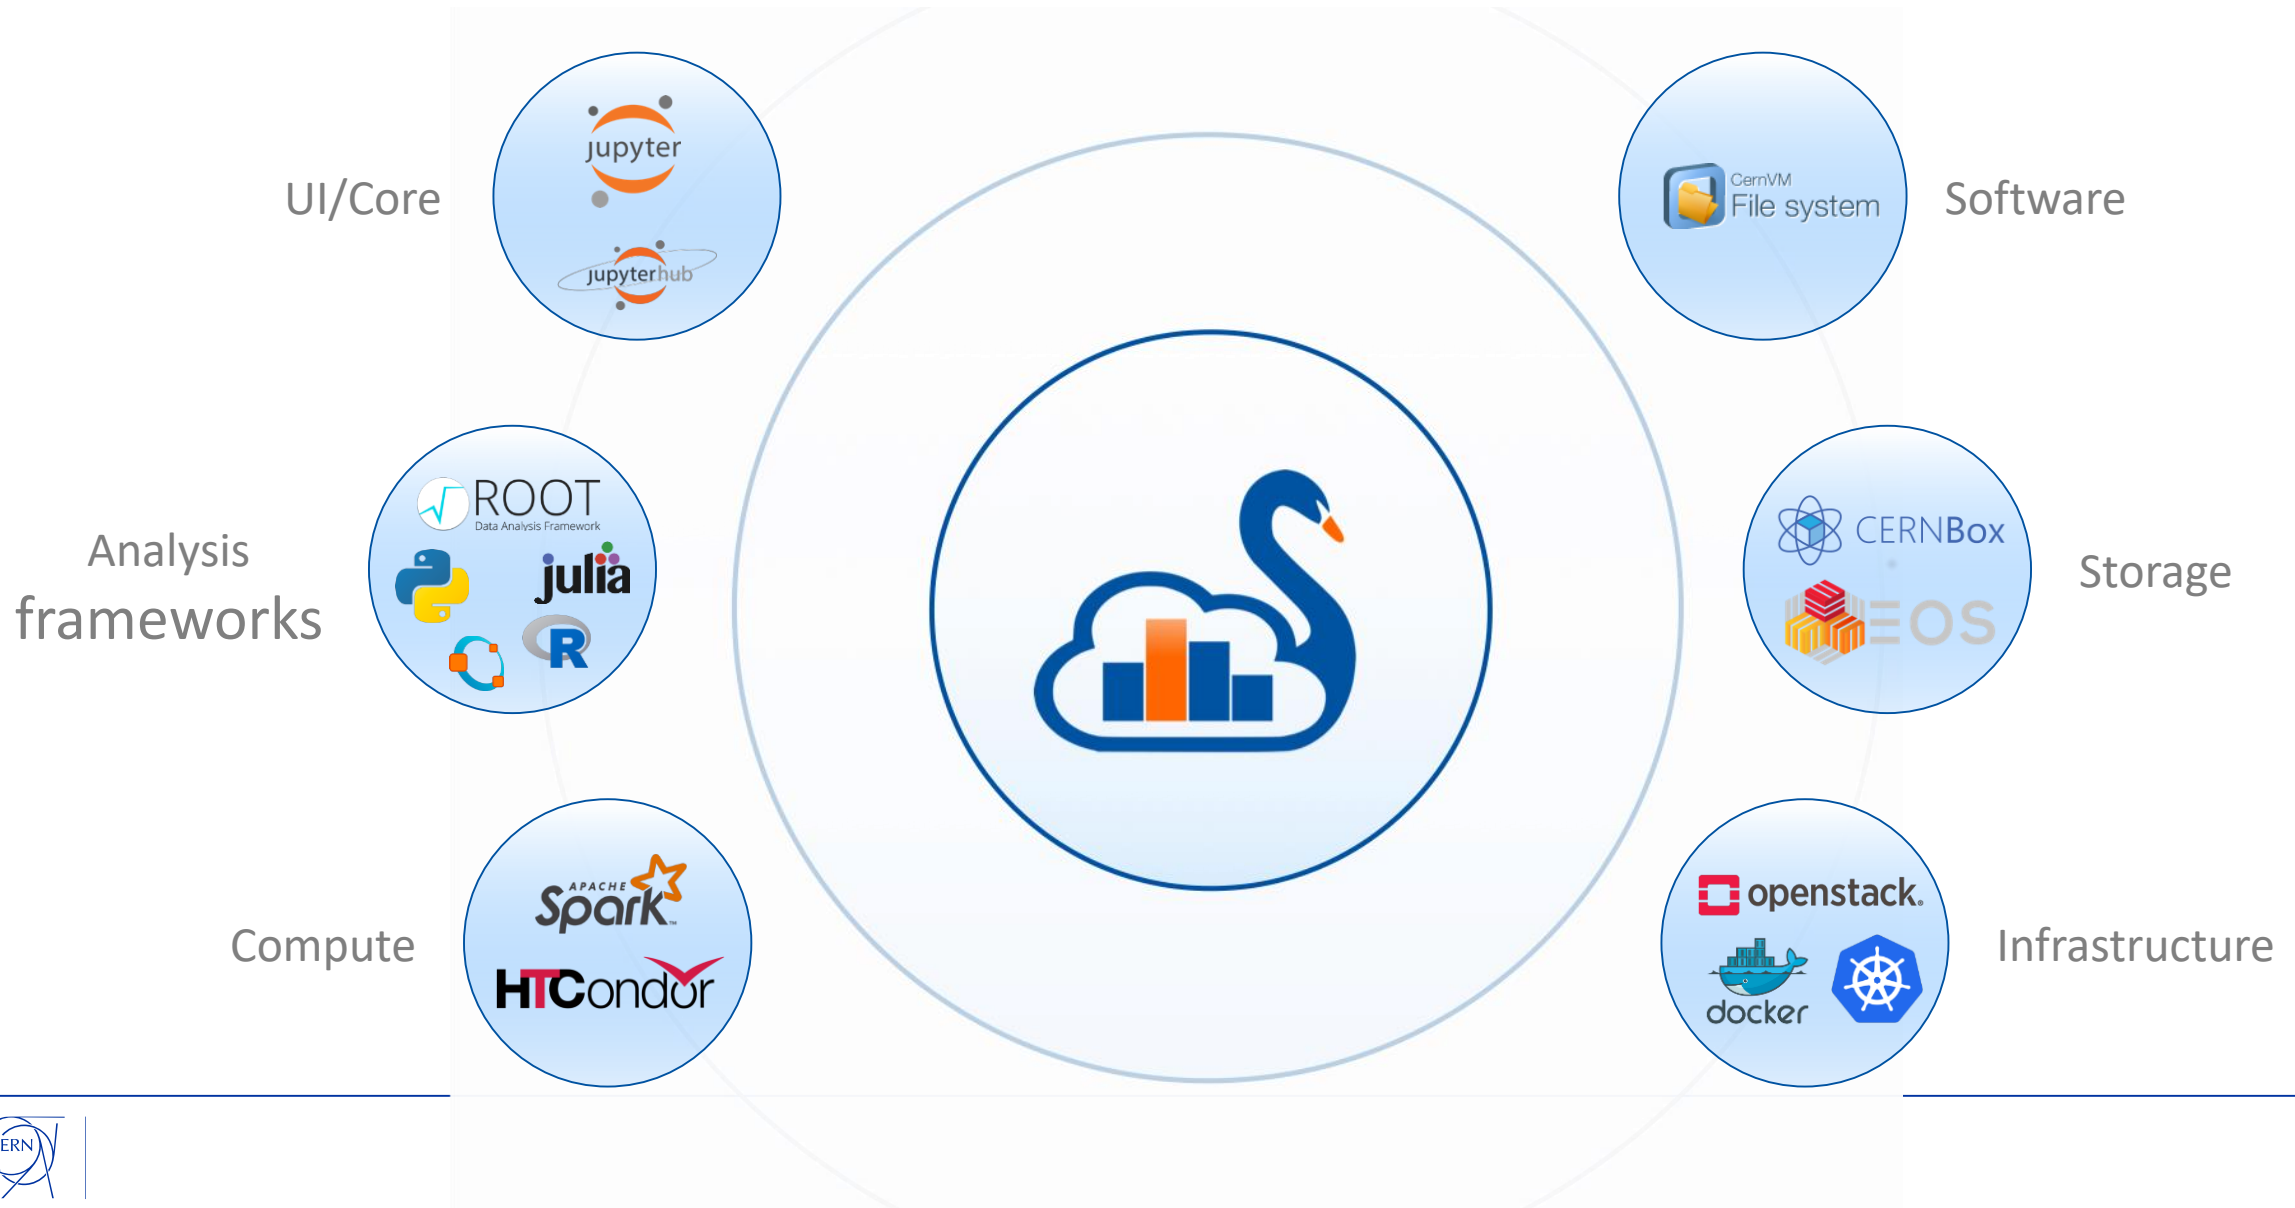 UI/Core
jupyter
jupyterhub
CernVM
File system
Software
Analysis
frameworks
ROOT
Data Analysis Framework
julia
R
CERNBox
EOS
Storage
Compute
APACHE
Spark™
HTCondor
openstack.
docker
Infrastructure
ERN